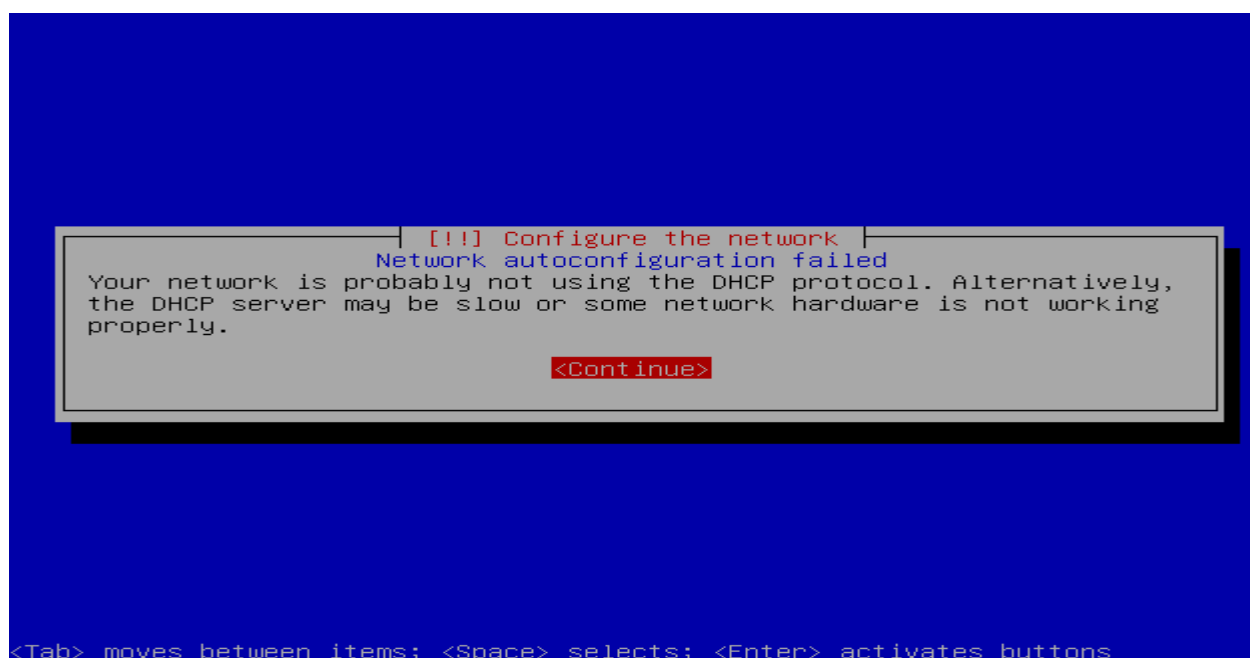 [!!] Configure the network
Network autoconfiguration failed
Your network is probably not using the DHCP protocol. Alternatively,
the DHCP server may be slow or some network hardware is not working
properly.
<Continue>
<Tab> moves between items; <Space> selects; <Enter> activates buttons